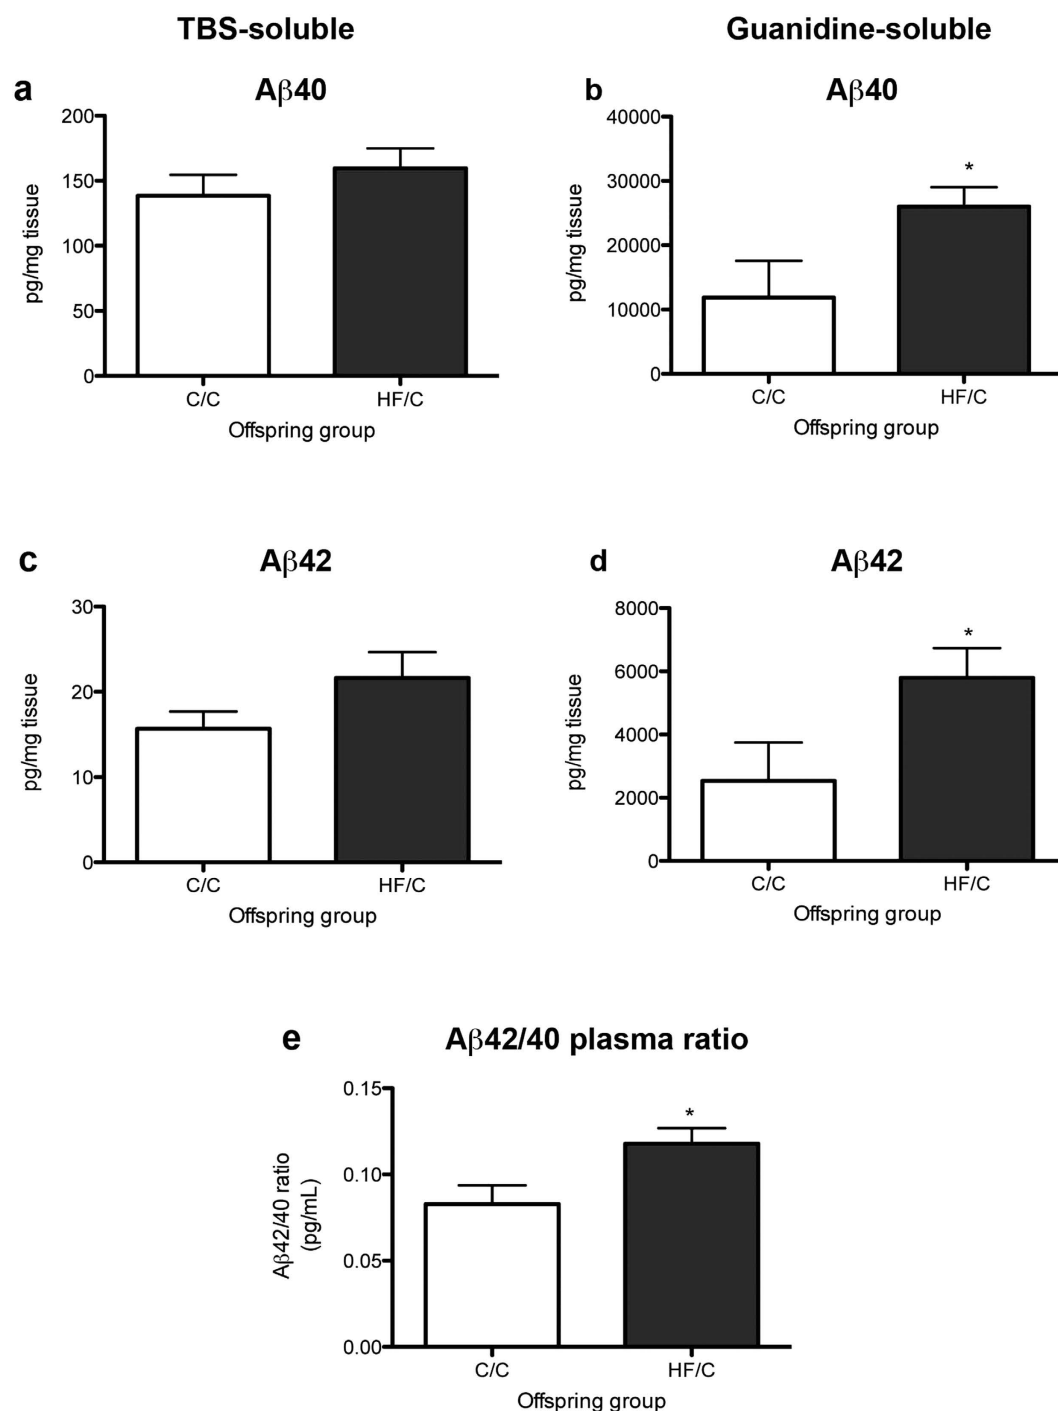 TBS-soluble
Guanidine-soluble
a
Aβ40
200
150
100
50
0
pg/mg tissue
C/C
HF/C
Offspring group
b
Aβ40
40000
30000
20000
10000
0
pg/mg tissue
*
C/C
HF/C
Offspring group
c
Aβ42
30
20
10
0
pg/mg tissue
C/C
HF/C
Offspring group
d
Aβ42
8000
6000
4000
2000
0
pg/mg tissue
*
C/C
HF/C
Offspring group
e
Aβ42/40 plasma ratio
0.15
0.10
0.05
0.00
Aβ42/40 ratio
(pg/mL)
*
C/C
HF/C
Offspring group